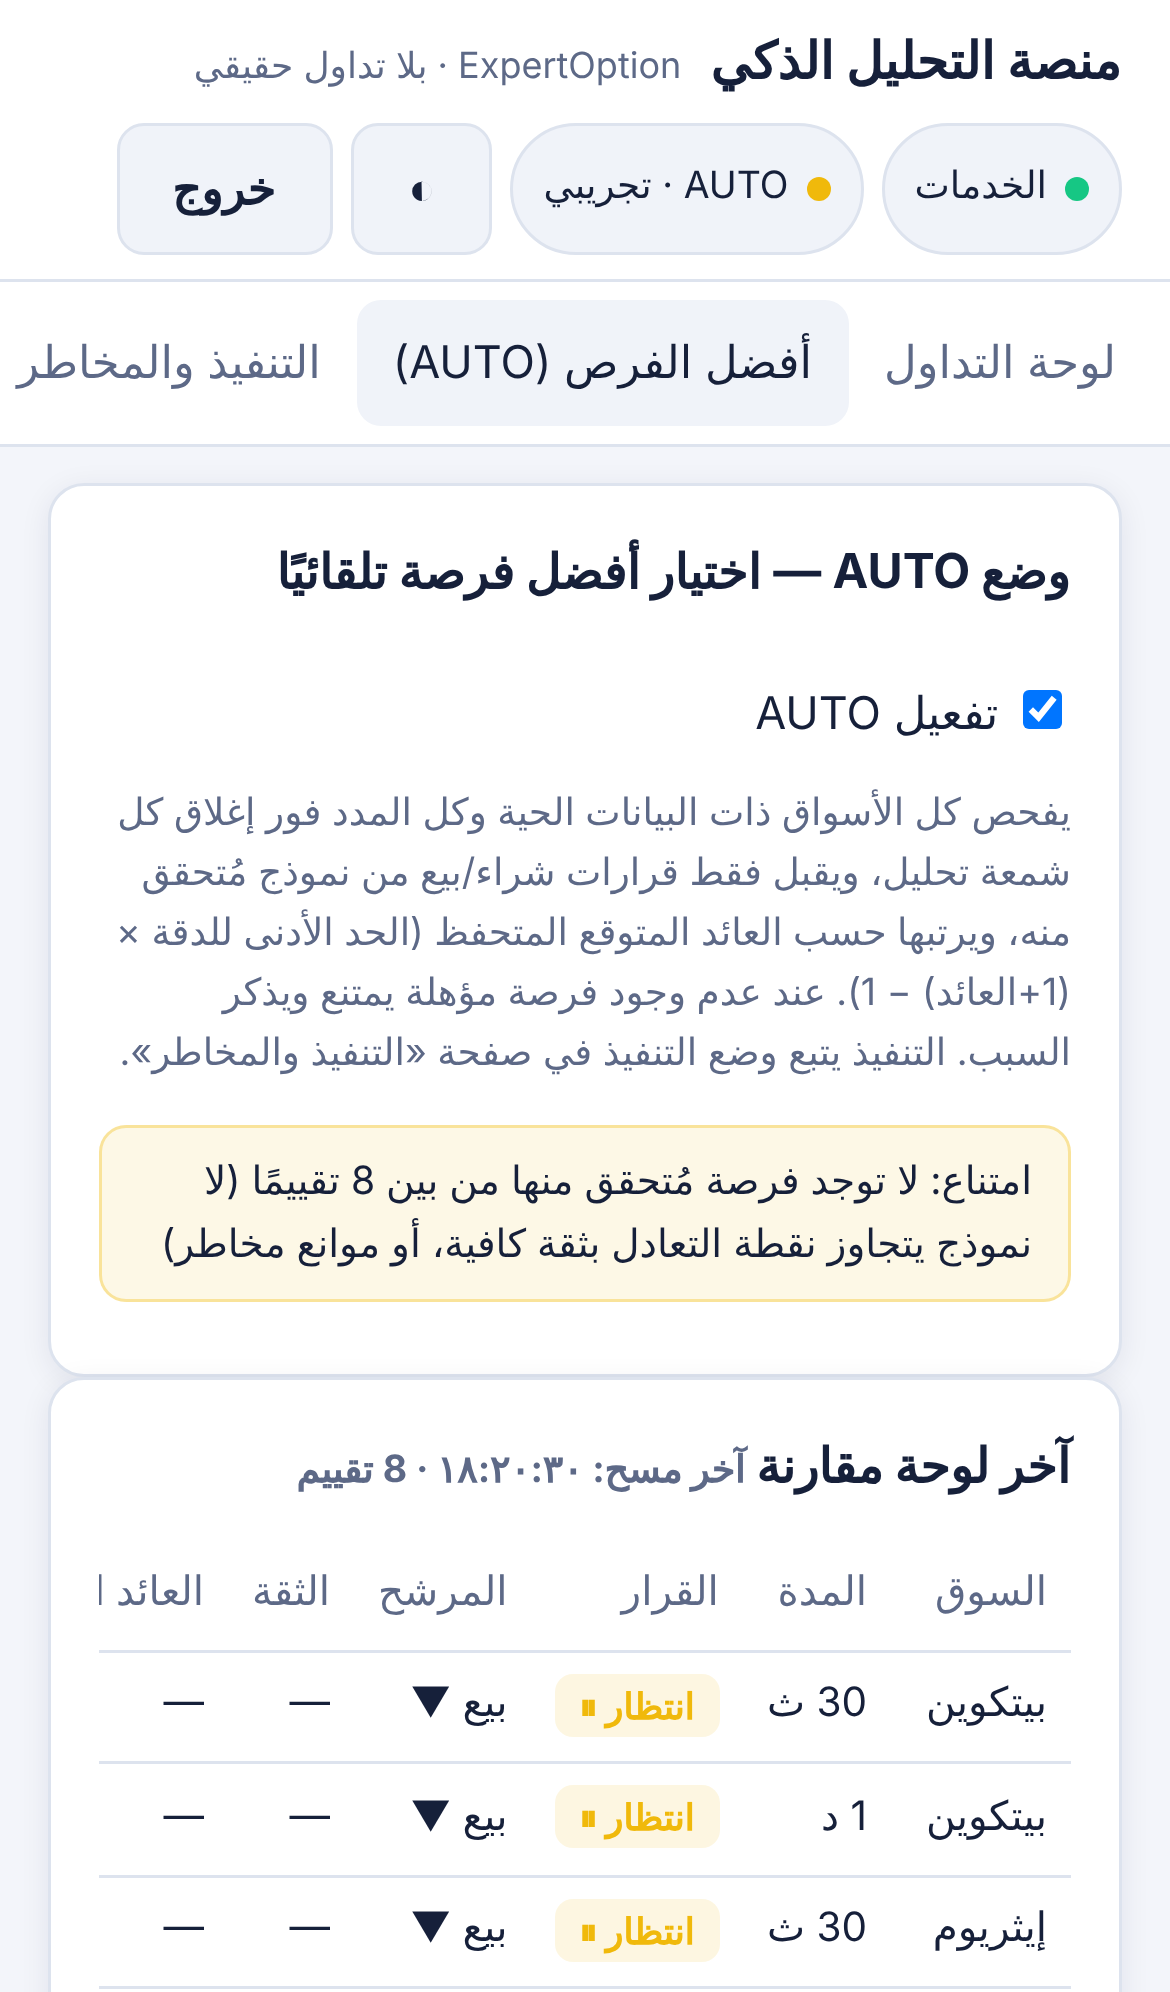 منصة التحليل الذكي ExpertOption · بلا تداول حقيقي
الخدمات AUTO · تجريبي خروج
لوحة التداول أفضل الفرص (AUTO) التنفيذ والمخاطر
وضع AUTO — اختيار أفضل فرصة تلقائيًا
تفعيل AUTO
يفحص كل الأسواق ذات البيانات الحية وكل المدد فور إغلاق كل
شمعة تحليل، ويقبل فقط قرارات شراء/بيع من نموذج مُتحقق
منه، ويرتبها حسب العائد المتوقع المتحفظ (الحد الأدنى للدقة ×
(1+العائد) − 1). عند عدم وجود فرصة مؤهلة يمتنع ويذكر
السبب. التنفيذ يتبع وضع التنفيذ في صفحة «التنفيذ والمخاطر».
امتناع: لا توجد فرصة مُتحقق منها من بين 8 تقييمًا (لا
نموذج يتجاوز نقطة التعادل بثقة كافية، أو موانع مخاطر)
آخر لوحة مقارنة آخر مسح: ١٨:٢٠:٣٠ · 8 تقييم
السوق المدة القرار المرشح الثقة العائد
بيتكوين 30 ث انتظار بيع ▼ — —
بيتكوين 1 د انتظار بيع ▼ — —
إيثريوم 30 ث انتظار بيع ▼ — —